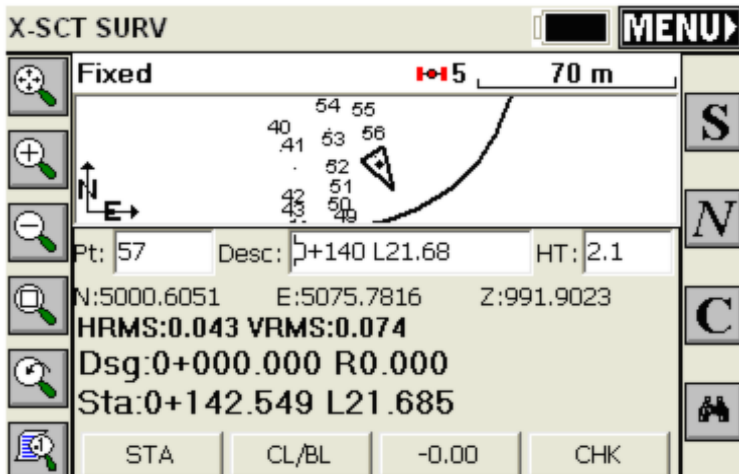 X-SCT SURV MENU
Fixed 5 70 m
54 55
40 53 56
41
52
51
42 50
43 49
N
E
S
N
C
Pt: 57 Desc: 0+140 L21.68 HT: 2.1
N:5000.6051 E:5075.7816 Z:991.9023
HRMS:0.043 VRMS:0.074
Dsg:0+000.000 R0.000
Sta:0+142.549 L21.685
STA CL/BL -0.00 CHK